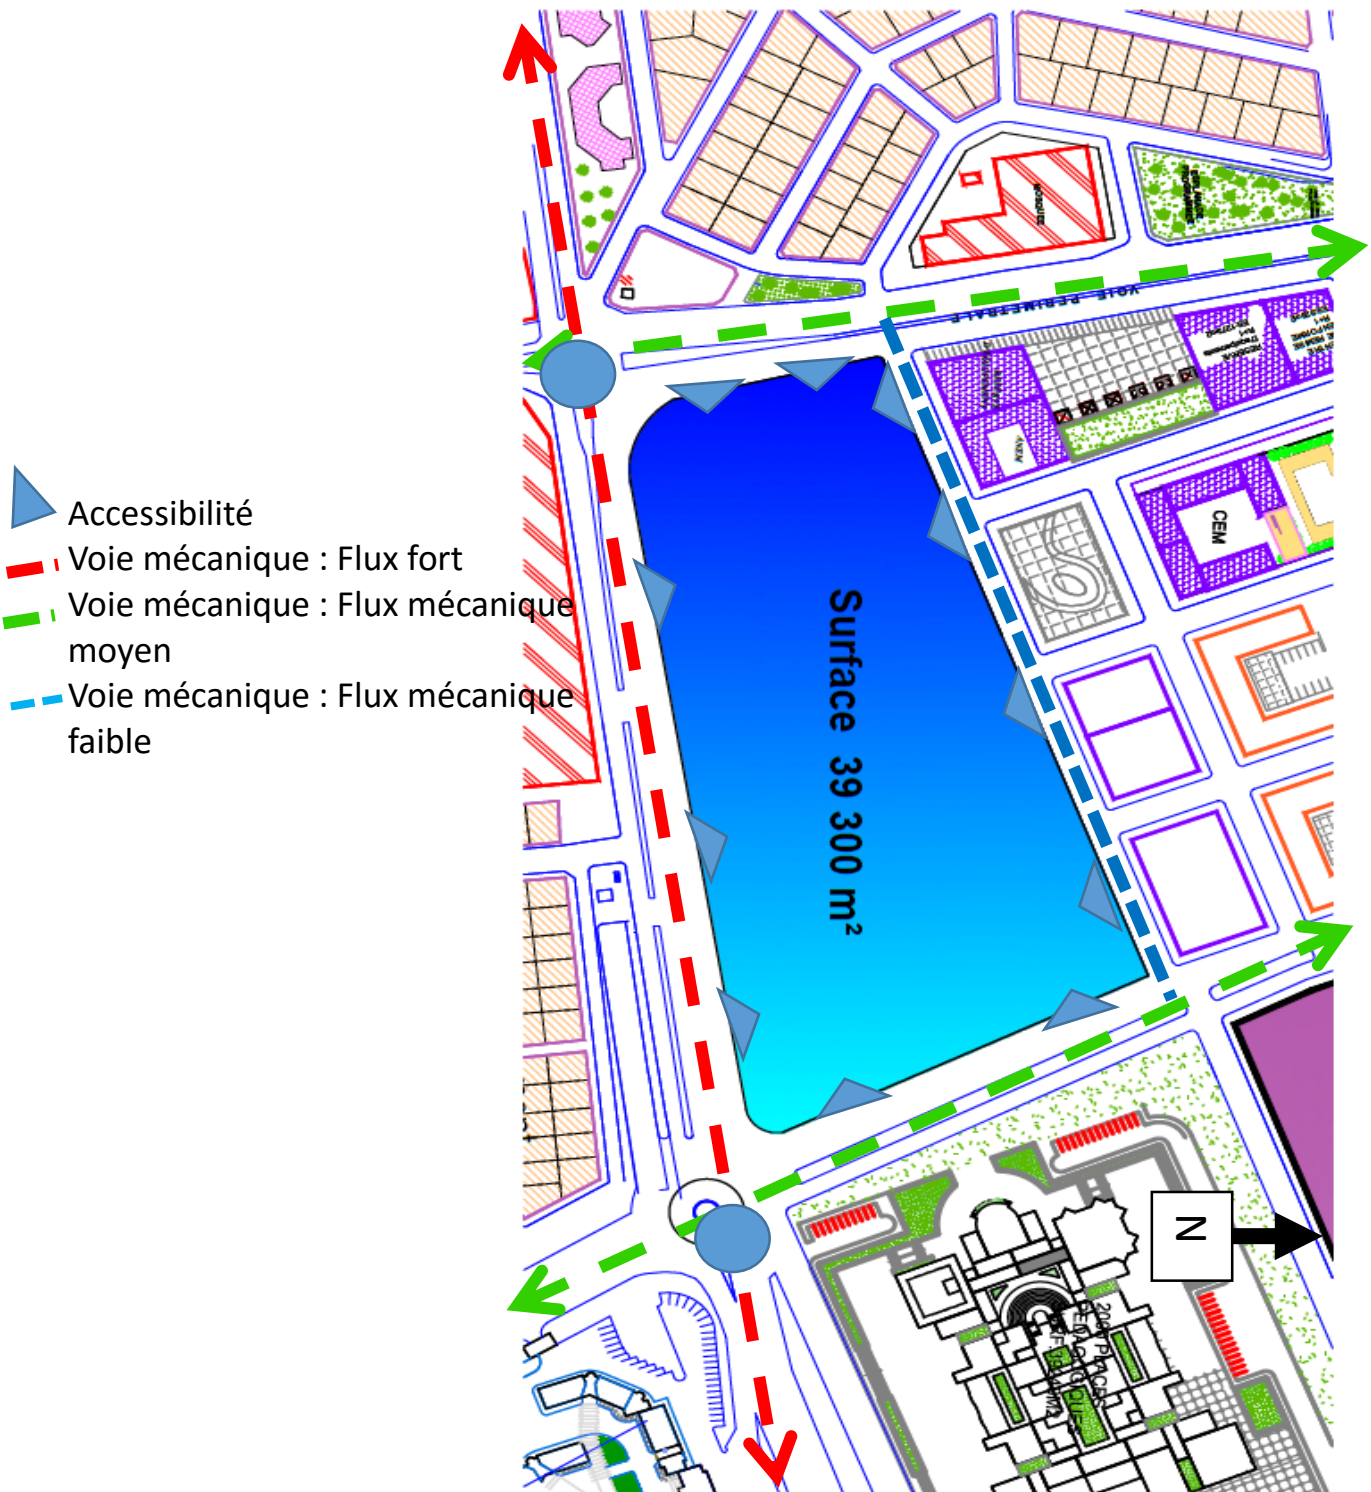 Accessibilité
Voie mécanique : Flux fort
Voie mécanique : Flux mécanique
moyen
Voie mécanique : Flux mécanique
faible
Surface 39 300 m²
MOSQUEE
VOIE PERIMETRALE
CEM
N